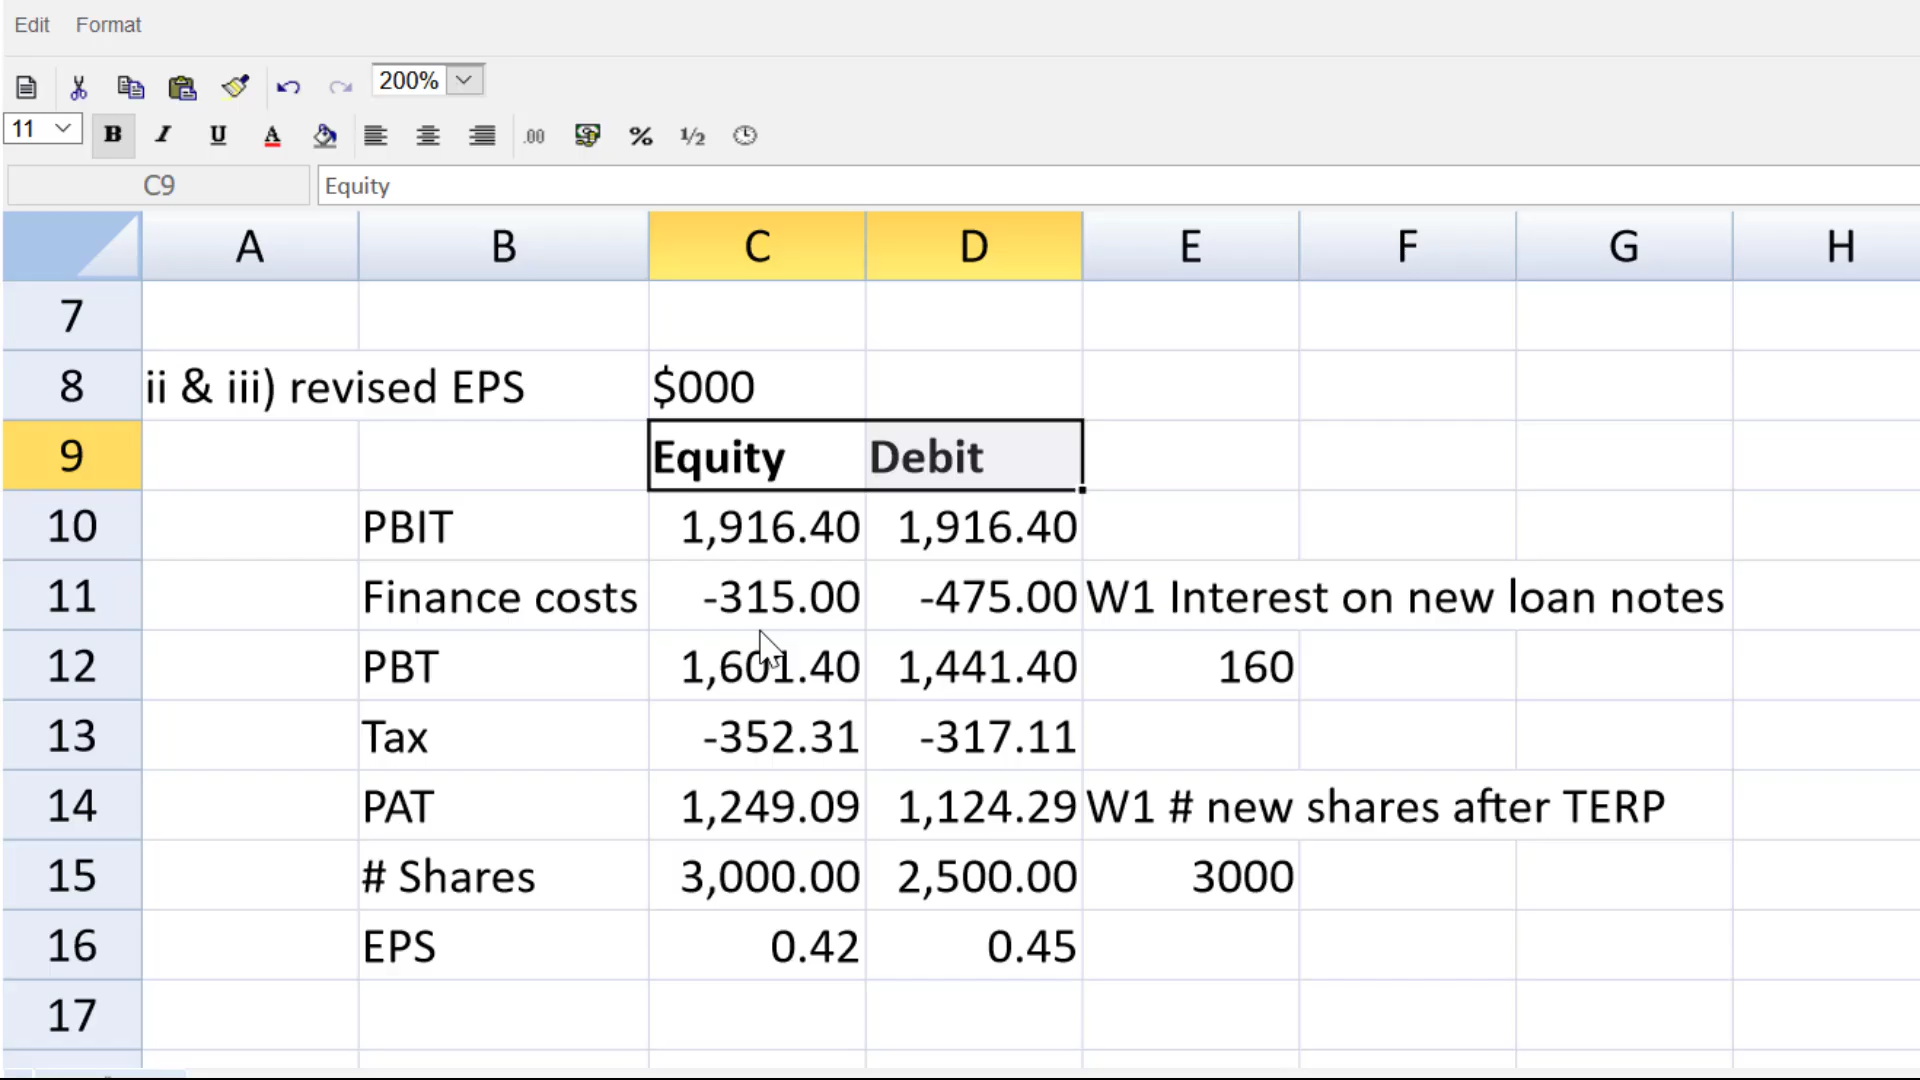 Edit Format
200%
11 B I U A .00 % 1/2
C9 Equity
A B C D E F G H
7
8 ii & iii) revised EPS $000
9 Equity Debit
10 PBIT 1,916.40 1,916.40
11 Finance costs -315.00 -475.00 W1 Interest on new loan notes
12 PBT 1,601.40 1,441.40 160
13 Tax -352.31 -317.11
14 PAT 1,249.09 1,124.29 W1 # new shares after TERP
15 # Shares 3,000.00 2,500.00 3000
16 EPS 0.42 0.45
17